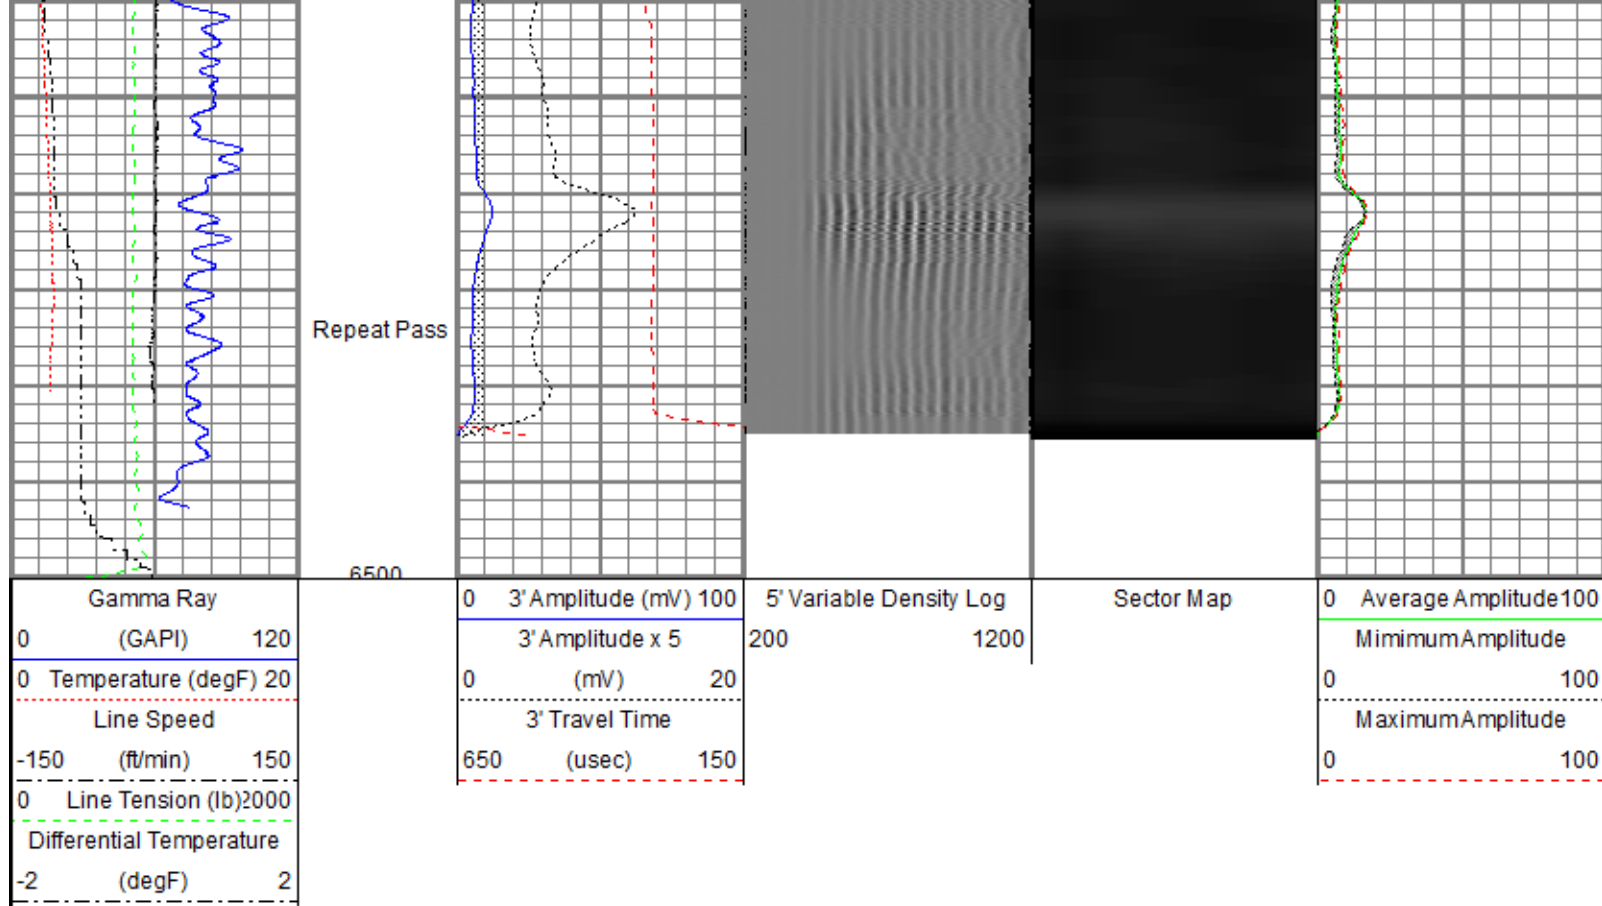 Repeat Pass
6500
Gamma Ray
0 (GAPI) 120
0 Temperature (degF) 20
Line Speed
-150 (ft/min) 150
0 Line Tension (lb) 2000
Differential Temperature
-2 (degF) 2
0 3' Amplitude (mV) 100
3' Amplitude x 5
0 (mV) 20
3' Travel Time
650 (usec) 150
5' Variable Density Log
200 1200
Sector Map
0 Average Amplitude 100
Mimimum Amplitude
0 100
Maximum Amplitude
0 100